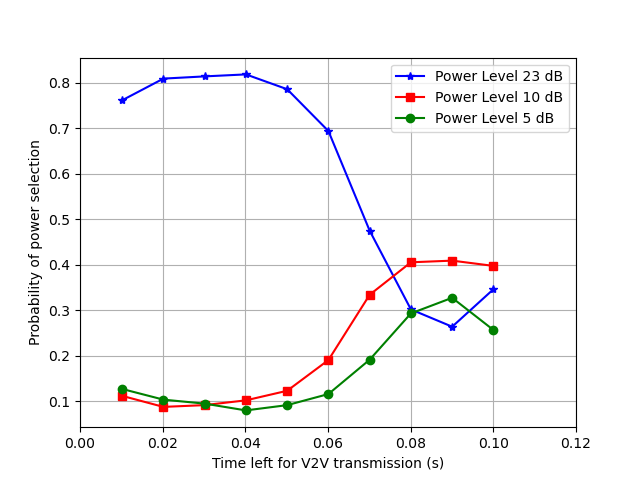 Power Level 23 dB
Power Level 10 dB
Power Level 5 dB
Probability of power selection
0.8
0.7
0.6
0.5
0.4
0.3
0.2
0.1
0.00 0.02 0.04 0.06 0.08 0.10 0.12
Time left for V2V transmission (s)